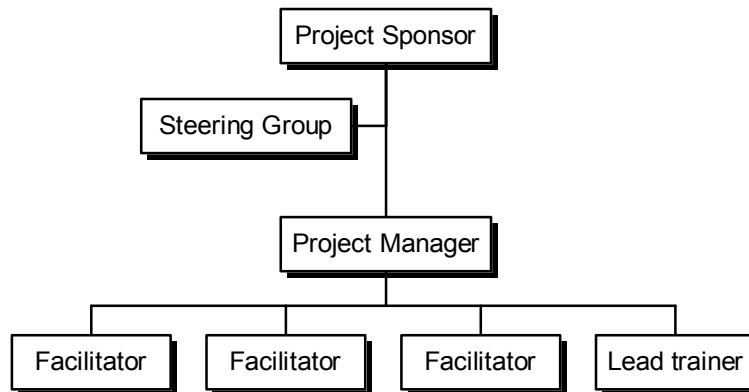 Project Sponsor
Steering Group
Project Manager
Facilitator
Facilitator
Facilitator
Lead trainer